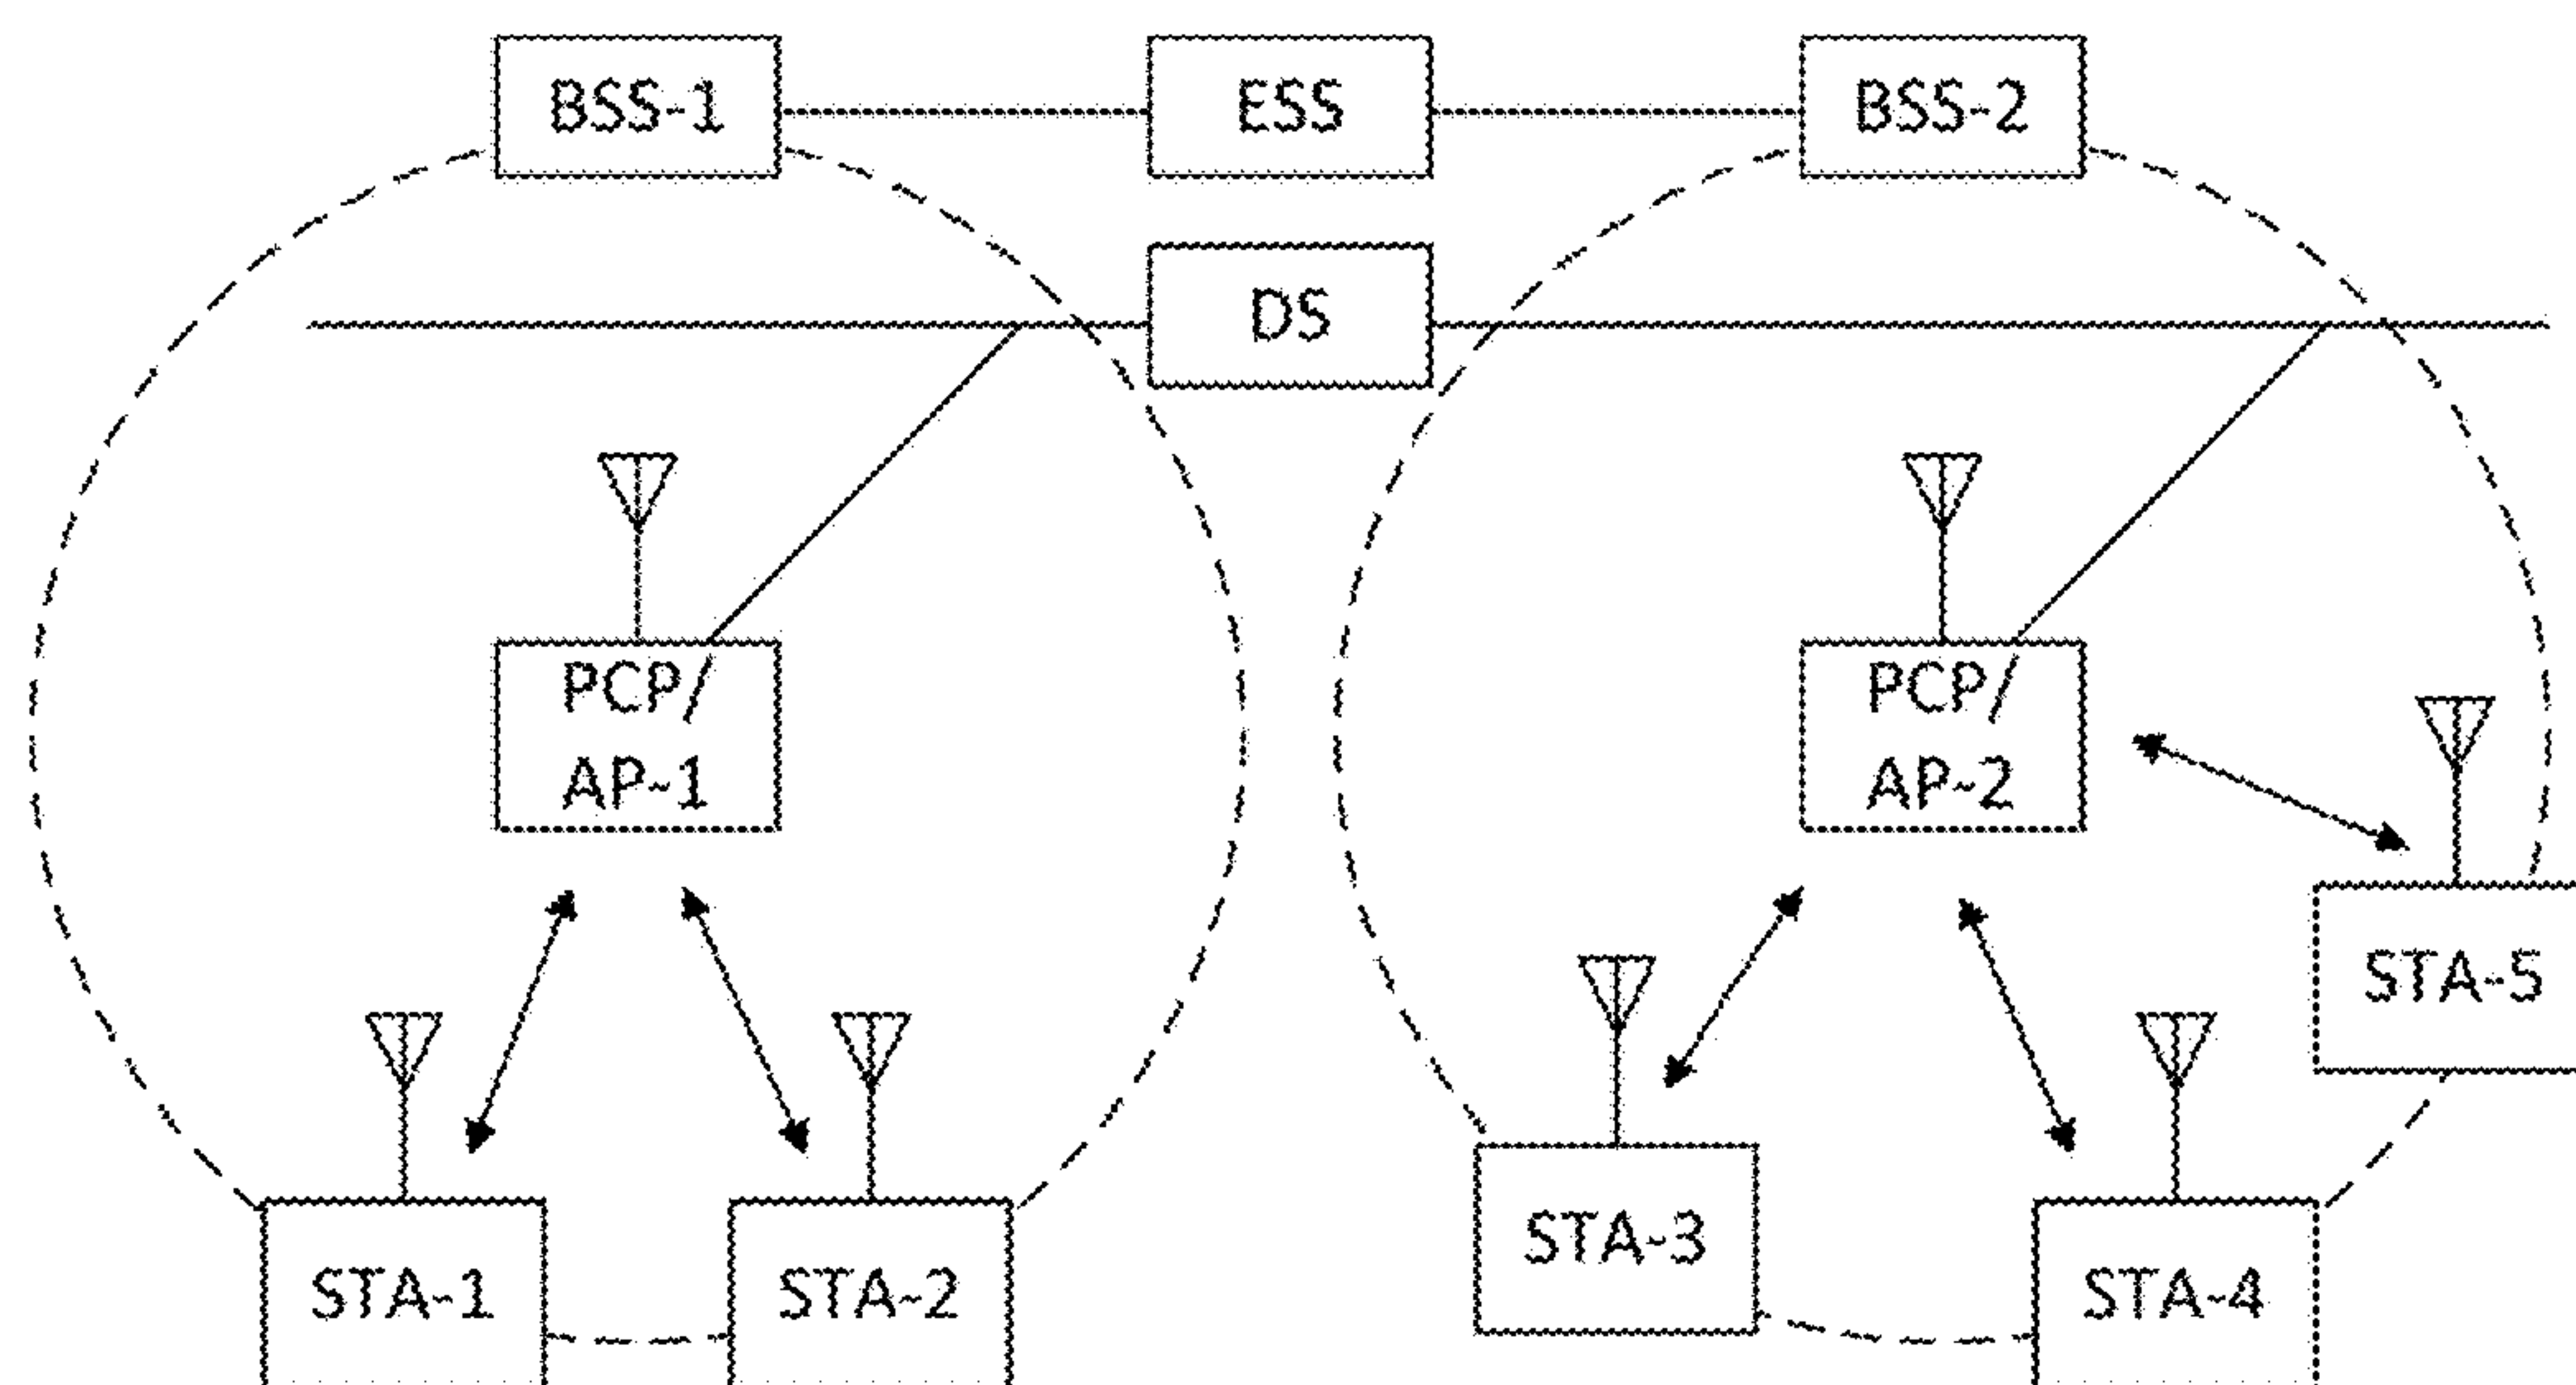 BSS-1
ESS
BSS-2
DS
PCP/
AP-1
PCP/
AP-2
STA-5
STA-3
STA-1
STA-2
STA-4